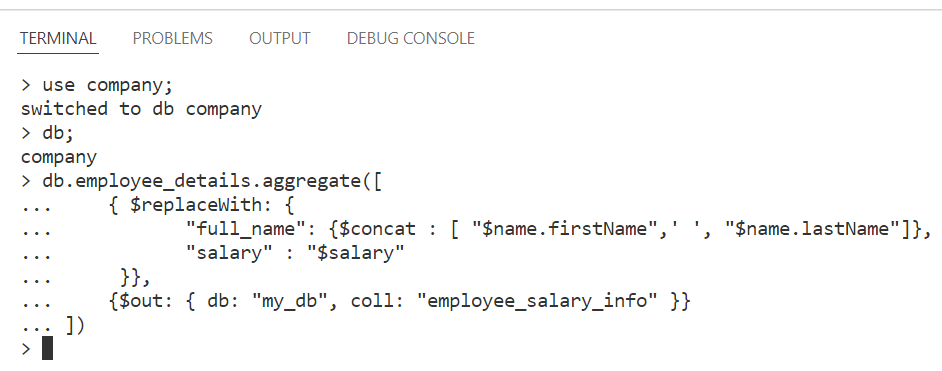 TERMINAL PROBLEMS OUTPUT DEBUG CONSOLE
> use company;
switched to db company
> db;
company
> db.employee_details.aggregate([
...     { $replaceWith: {
...            "full_name": {$concat : [ "$name.firstName",' ', "$name.lastName"]},
...            "salary" : "$salary"
...      }},
...     {$out: { db: "my_db", coll: "employee_salary_info" }}
... ])
>